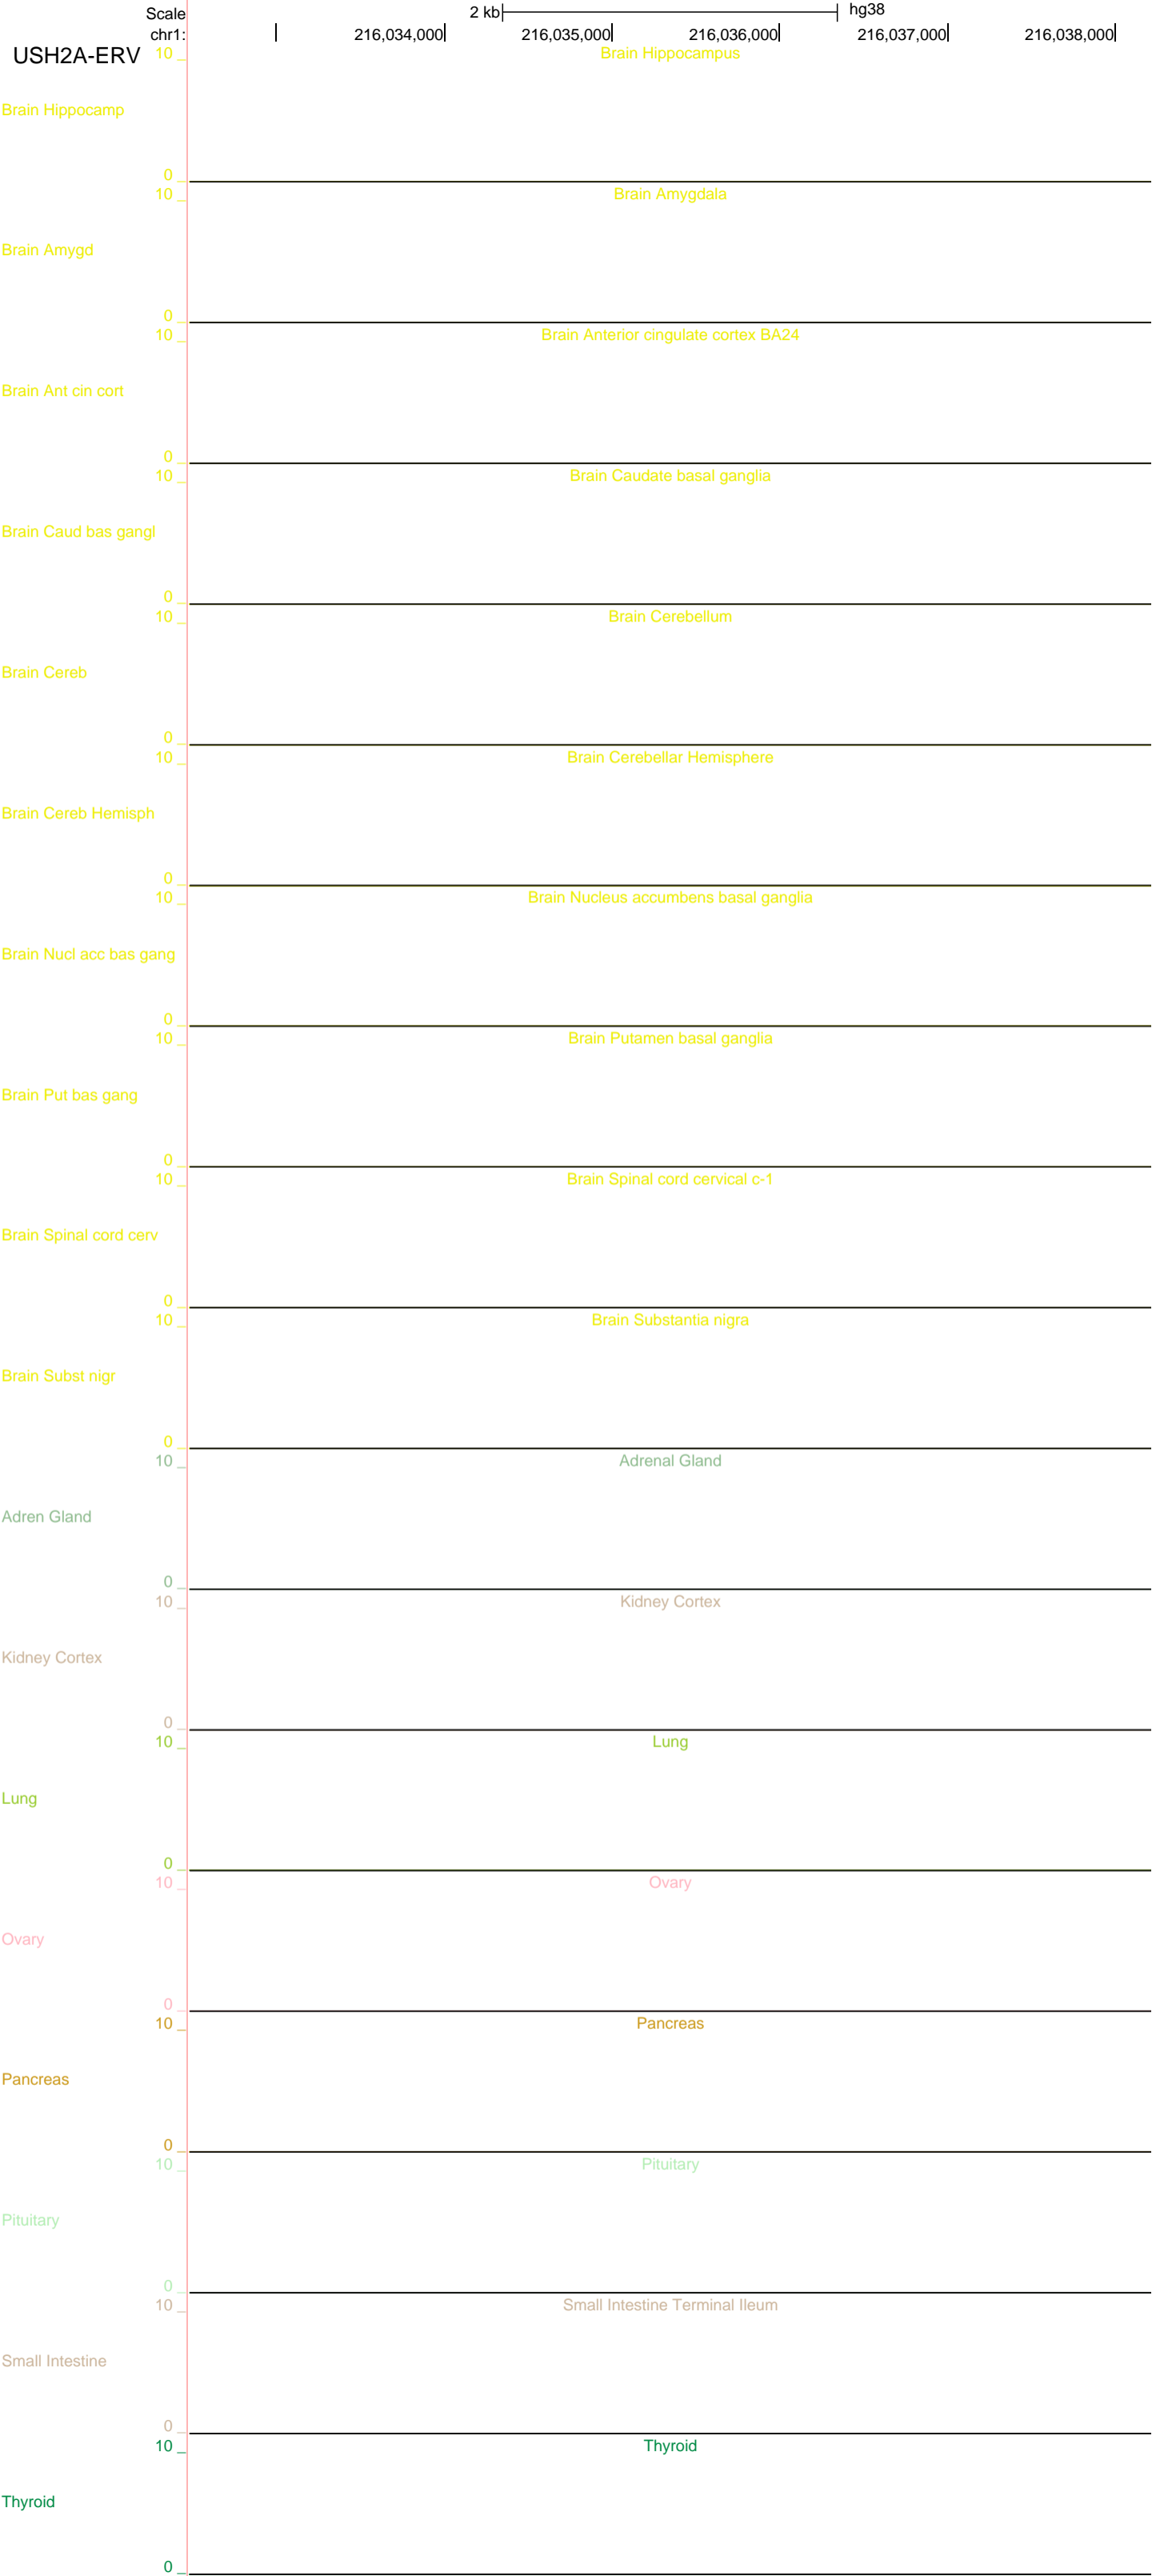 Scale 2 kb hg38
chr1: 216,034,000 216,035,000 216,036,000 216,037,000 216,038,000
USH2A-ERV 10 Brain Hippocampus
Brain Hippocamp
0
10 Brain Amygdala
Brain Amygd
0
10 Brain Anterior cingulate cortex BA24
Brain Ant cin cort
0
10 Brain Caudate basal ganglia
Brain Caud bas gangl
0
10 Brain Cerebellum
Brain Cereb
0
10 Brain Cerebellar Hemisphere
Brain Cereb Hemisph
0
10 Brain Nucleus accumbens basal ganglia
Brain Nucl acc bas gang
0
10 Brain Putamen basal ganglia
Brain Put bas gang
0
10 Brain Spinal cord cervical c-1
Brain Spinal cord cerv
0
10 Brain Substantia nigra
Brain Subst nigr
0
10 Adrenal Gland
Adren Gland
0
10 Kidney Cortex
Kidney Cortex
0
10 Lung
Lung
0
10 Ovary
Ovary
0
10 Pancreas
Pancreas
0
10 Pituitary
Pituitary
0
10 Small Intestine Terminal Ileum
Small Intestine
0
10 Thyroid
Thyroid
0